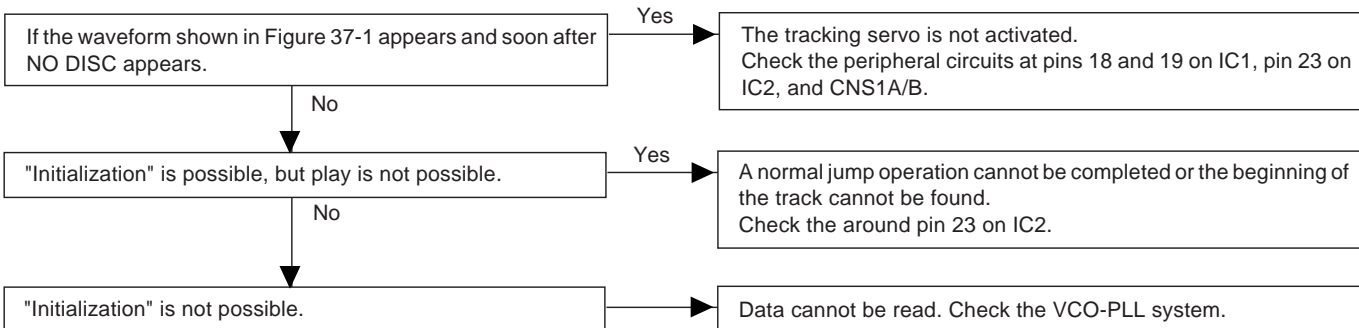 If the waveform shown in Figure 37-1 appears and soon after
NO DISC appears.
Yes
The tracking servo is not activated.
Check the peripheral circuits at pins 18 and 19 on IC1, pin 23 on
IC2, and CNS1A/B.
No
"Initialization" is possible, but play is not possible.
Yes
A normal jump operation cannot be completed or the beginning of
the track cannot be found.
Check the around pin 23 on IC2.
No
"Initialization" is not possible.
Data cannot be read. Check the VCO-PLL system.